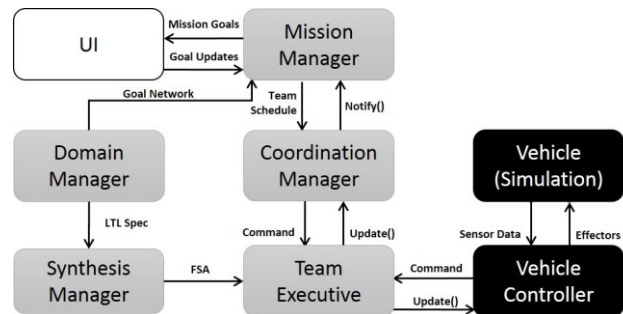 Mission Goals
UI
Mission
Manager
Goal Updates
Goal Network
Team
Schedule
Notify()
Domain
Manager
Coordination
Manager
Vehicle
(Simulation)
LTL Spec
Command
Update()
Sensor Data
Effectors
Synthesis
Manager
FSA
Team
Executive
Command
Update()
Vehicle
Controller